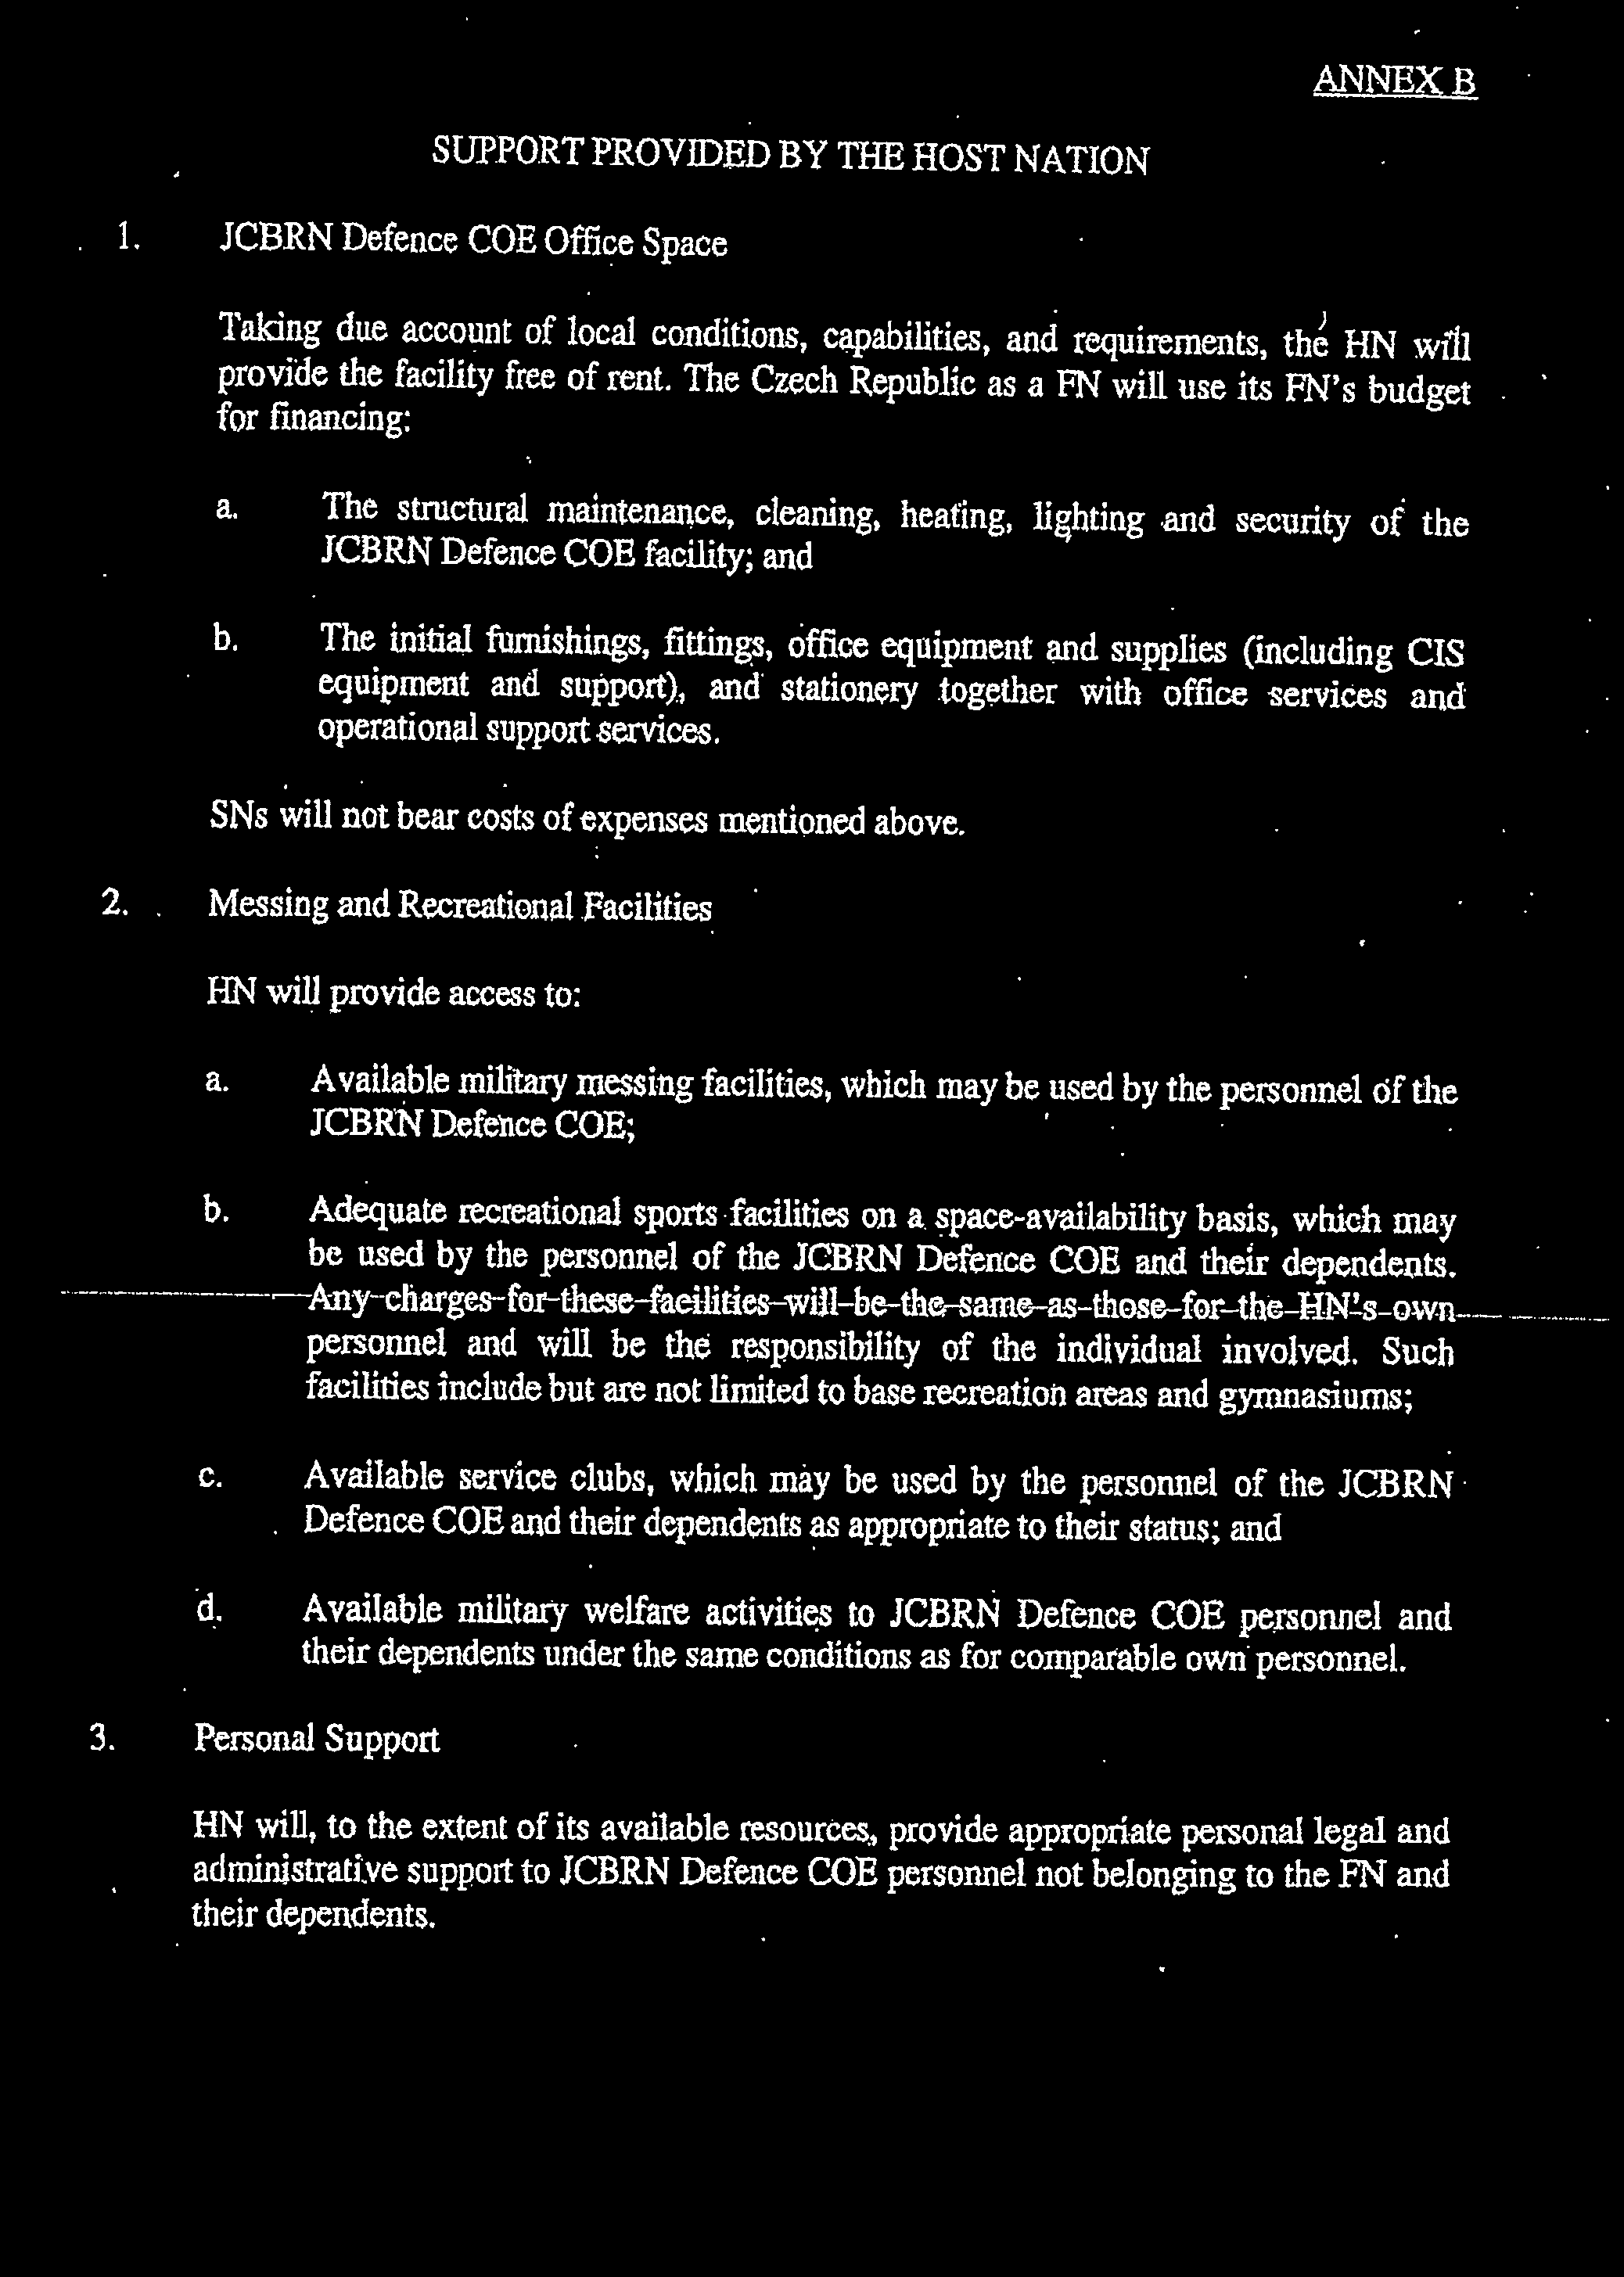 ANNEX B
SUPPORT PROVIDED BY THE HOST NATION
1. JCBRN Defence COE Office Space
Taking due account of local conditions, capabilities, and requirements, the HN will
provide the facility free of rent. The Czech Republic as a FN will use its FN's budget
for financing:
a. The structural maintenance, cleaning, heating, lighting and security of the
JCBRN Defence COE facility; and
b. The initial furnishings, fittings, office equipment and supplies (including CIS
equipment and support), and stationery together with office services and
operational support services.
SNs will not bear costs of expenses mentioned above.
2. Messing and Recreational Facilities
HN will provide access to:
a. Available military messing facilities, which may be used by the personnel of the
JCBRN Defence COE;
b. Adequate recreational sports facilities on a space-availability basis, which may
be used by the personnel of the JCBRN Defence COE and their dependents.
Any charges for these facilities will be the same as those for the HN's own
personnel and will be the responsibility of the individual involved. Such
facilities include but are not limited to base recreation areas and gymnasiums;
c. Available service clubs, which may be used by the personnel of the JCBRN
Defence COE and their dependents as appropriate to their status; and
d. Available military welfare activities to JCBRN Defence COE personnel and
their dependents under the same conditions as for comparable own personnel.
3. Personal Support
HN will, to the extent of its available resources, provide appropriate personal legal and
administrative support to JCBRN Defence COE personnel not belonging to the FN and
their dependents.